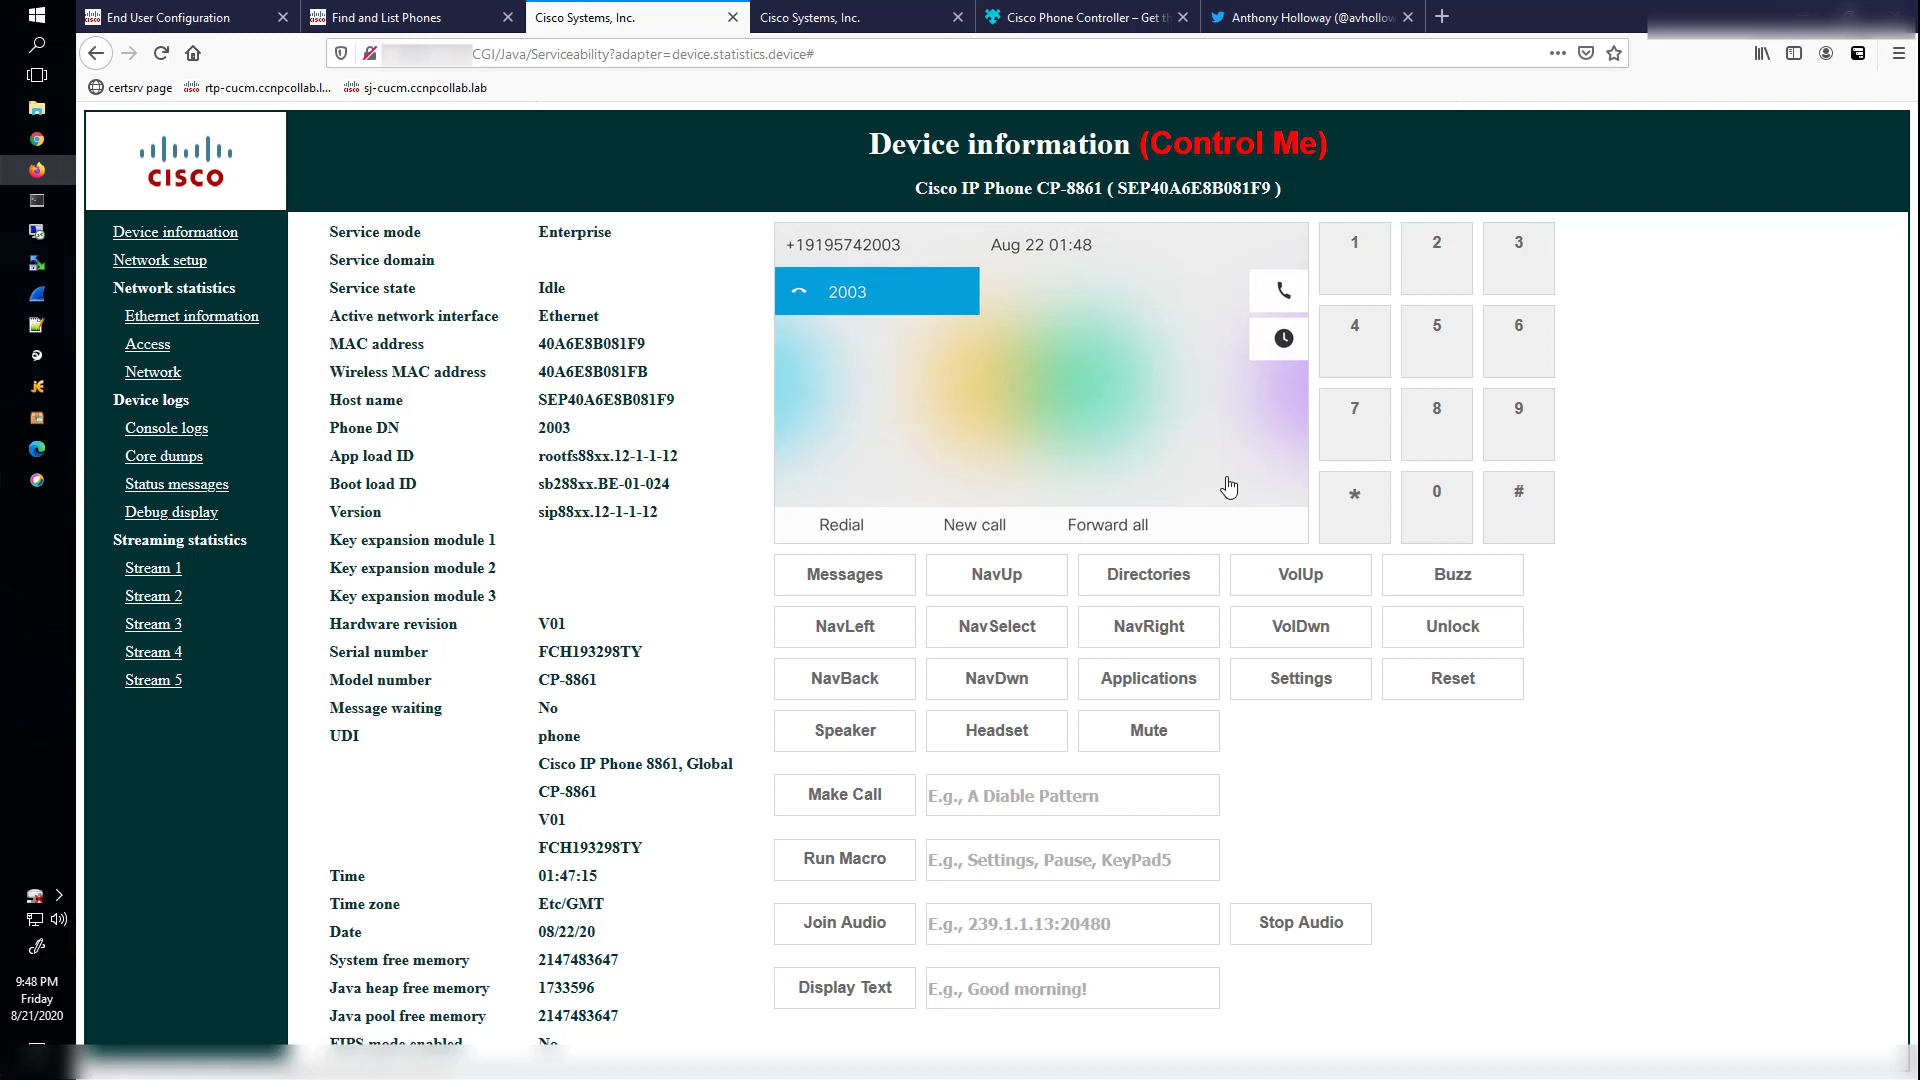 End User Configuration
Find and List Phones
Cisco Systems, Inc.
Cisco Systems, Inc.
Cisco Phone Controller – Get th
Anthony Holloway (@avhollow
CGI/Java/Serviceability?adapter=device.statistics.device#
certsrv page
rtp-cucm.ccnpcollab.l...
sj-cucm.ccnpcollab.lab
CISCO
Device information (Control Me)
Cisco IP Phone CP-8861 ( SEP40A6E8B081F9 )
Device information
Network setup
Network statistics
Ethernet information
Access
Network
Device logs
Console logs
Core dumps
Status messages
Debug display
Streaming statistics
Stream 1
Stream 2
Stream 3
Stream 4
Stream 5
Service mode Enterprise
Service domain
Service state Idle
Active network interface Ethernet
MAC address 40A6E8B081F9
Wireless MAC address 40A6E8B081FB
Host name SEP40A6E8B081F9
Phone DN 2003
App load ID rootfs88xx.12-1-1-12
Boot load ID sb288xx.BE-01-024
Version sip88xx.12-1-1-12
Key expansion module 1
Key expansion module 2
Key expansion module 3
Hardware revision V01
Serial number FCH193298TY
Model number CP-8861
Message waiting No
UDI phone
Cisco IP Phone 8861, Global
CP-8861
V01
FCH193298TY
Time 01:47:15
Time zone Etc/GMT
Date 08/22/20
System free memory 2147483647
Java heap free memory 1733596
Java pool free memory 2147483647
FIPS mode enabled No
+19195742003 Aug 22 01:48
2003
Redial New call Forward all
1 2 3
4 5 6
7 8 9
* 0 #
Messages NavUp Directories VolUp Buzz
NavLeft NavSelect NavRight VolDwn Unlock
NavBack NavDwn Applications Settings Reset
Speaker Headset Mute
Make Call E.g., A Diable Pattern
Run Macro E.g., Settings, Pause, KeyPad5
Join Audio E.g., 239.1.1.13:20480 Stop Audio
Display Text E.g., Good morning!
9:48 PM
Friday
8/21/2020